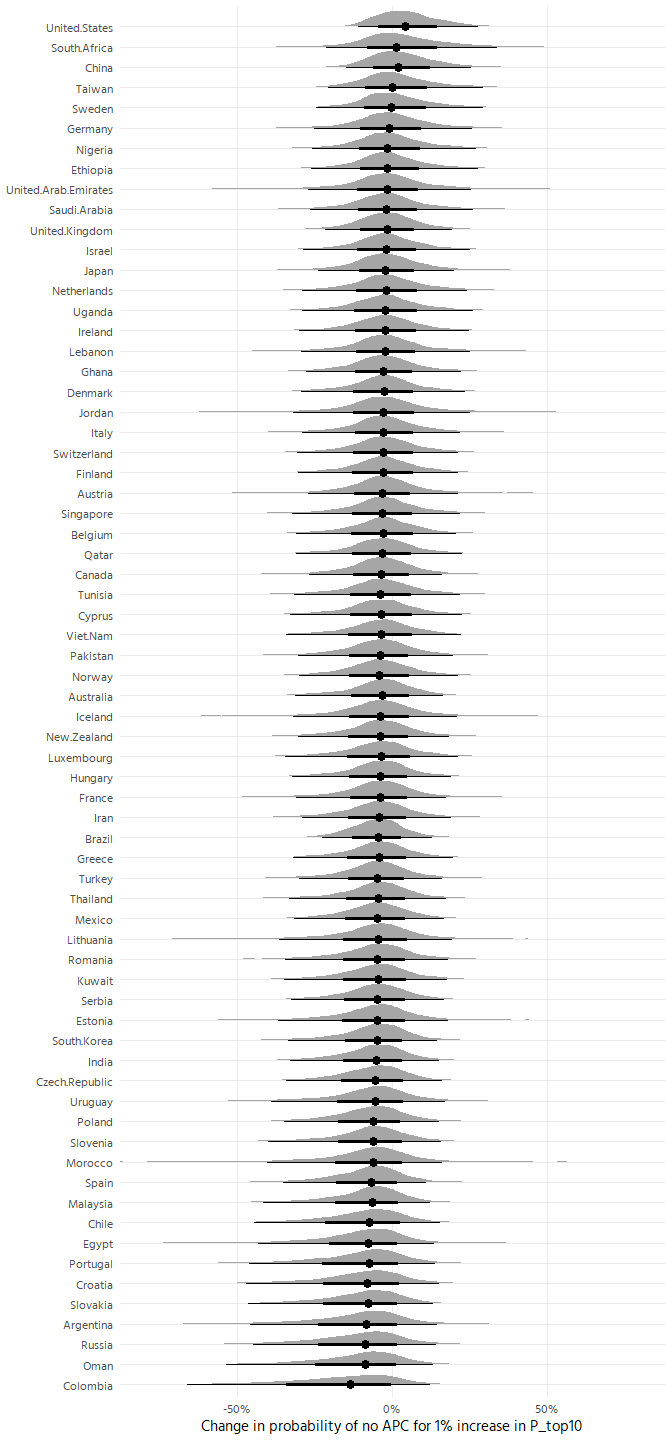 United.States
South.Africa
China
Taiwan
Sweden
Germany
Nigeria
Ethiopia
United.Arab.Emirates
Saudi.Arabia
United.Kingdom
Israel
Japan
Netherlands
Uganda
Ireland
Lebanon
Ghana
Denmark
Jordan
Italy
Switzerland
Finland
Austria
Singapore
Belgium
Qatar
Canada
Tunisia
Cyprus
Viet.Nam
Pakistan
Norway
Australia
Iceland
New.Zealand
Luxembourg
Hungary
France
Iran
Brazil
Greece
Turkey
Thailand
Mexico
Lithuania
Romania
Kuwait
Serbia
Estonia
South.Korea
India
Czech.Republic
Uruguay
Poland
Slovenia
Morocco
Spain
Malaysia
Chile
Egypt
Portugal
Croatia
Slovakia
Argentina
Russia
Oman
Colombia
-50% 0% 50%
Change in probability of no APC for 1% increase in P_top10